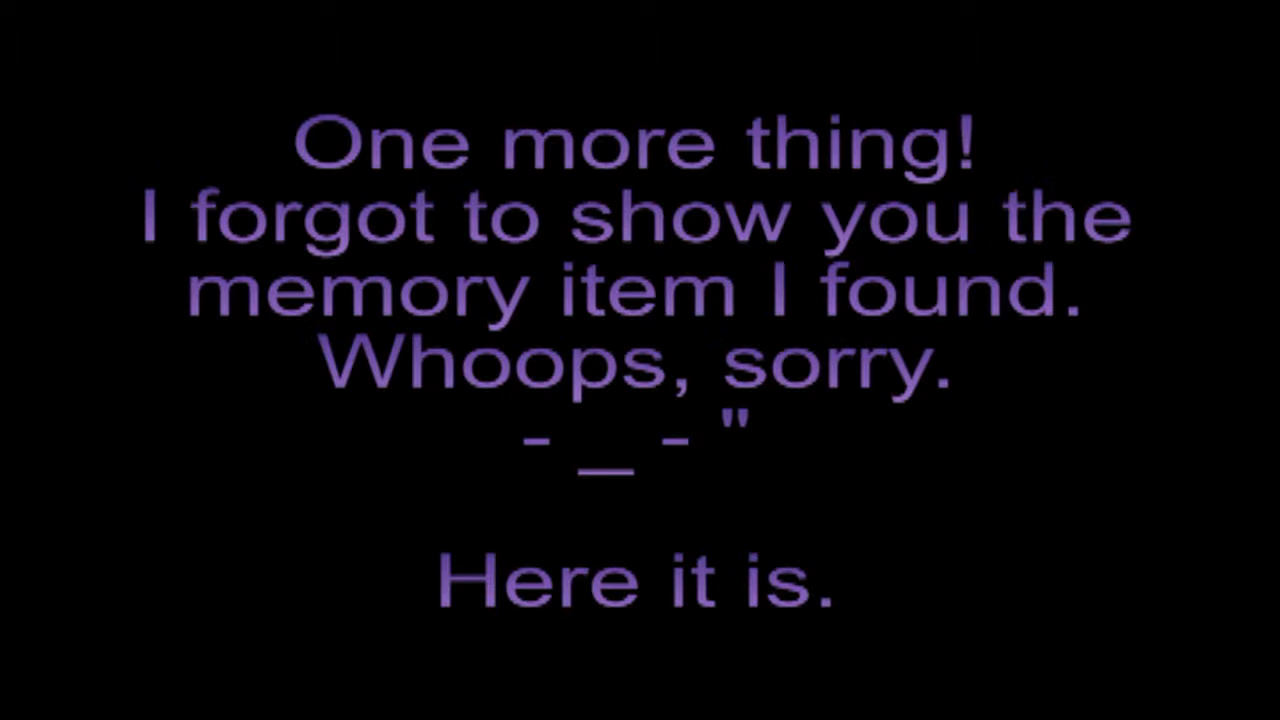 One more thing!
I forgot to show you the
memory item I found.
Whoops, sorry.
- _ - "
Here it is.